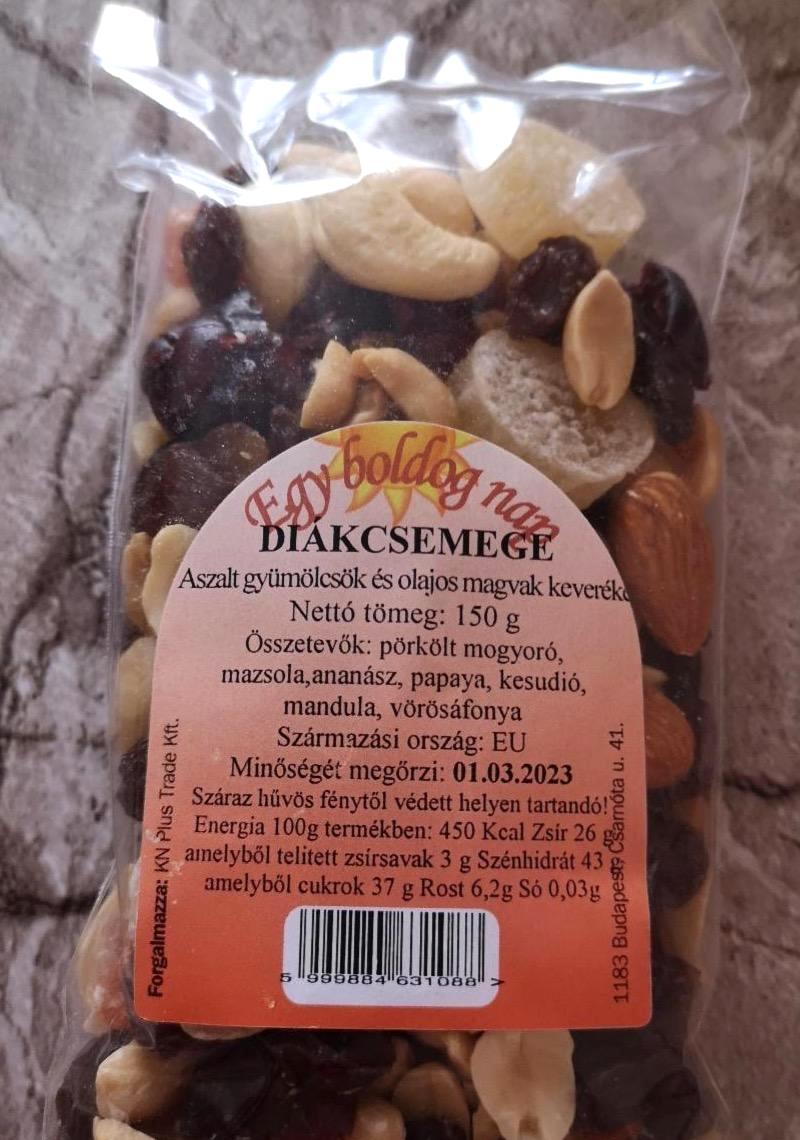 Egy boldog nap
DIÁKCSEMEGE
Aszalt gyümölcsök és olajos magvak keveréke
Nettó tömeg: 150 g
Összetevők: pörkölt mogyoró,
mazsola,ananász, papaya, kesudió,
mandula, vörösáfonya
Származási ország: EU
Minőségét megőrzi: 01.03.2023
Száraz hűvös fénytől védett helyen tartandó!
Energia 100g termékben: 450 Kcal Zsír 26 g
amelyből telitett zsírsavak 3 g Szénhidrát 43 g
amelyből cukrok 37 g Rost 6,2g Só 0,03g
5 999884 631088 >
Forgalmazza: KN Plus Trade Kft.
1183 Budapest, Csarnóta u. 41.